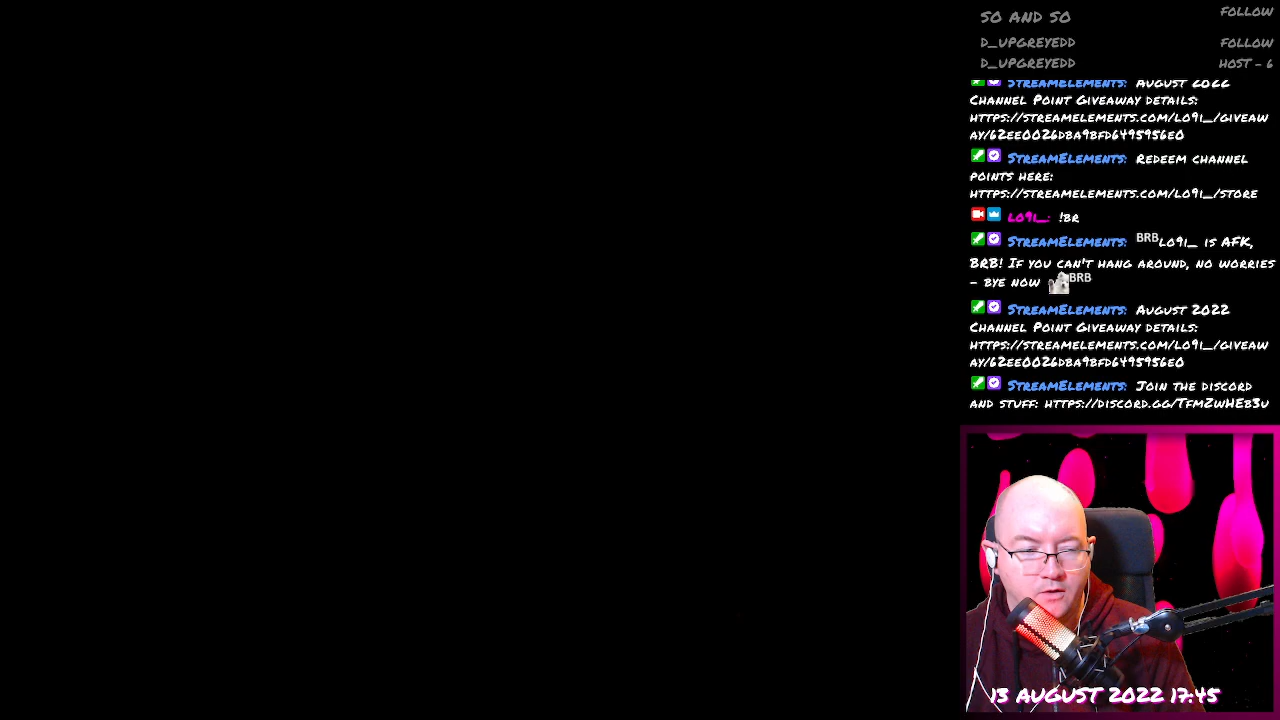 SO AND SO FOLLOW
D_UPGREYEDD FOLLOW
D_UPGREYEDD HOST - 6
StreamElements: August 2022
Channel Point Giveaway details:
https://streamelements.com/lo9i_/giveaw
ay/62ee0026dba9bfd6495956e0
StreamElements: Redeem channel
points here:
https://streamelements.com/lo9i_/store
lo9i_: !br
StreamElements: BRB lo9i_ is AFK,
BRB! If you can't hang around, no worries
- bye now BRB
StreamElements: August 2022
Channel Point Giveaway details:
https://streamelements.com/lo9i_/giveaw
ay/62ee0026dba9bfd6495956e0
StreamElements: Join the discord
and stuff: https://discord.gg/TfmZwHEb3u
13 AUGUST 2022 17:45